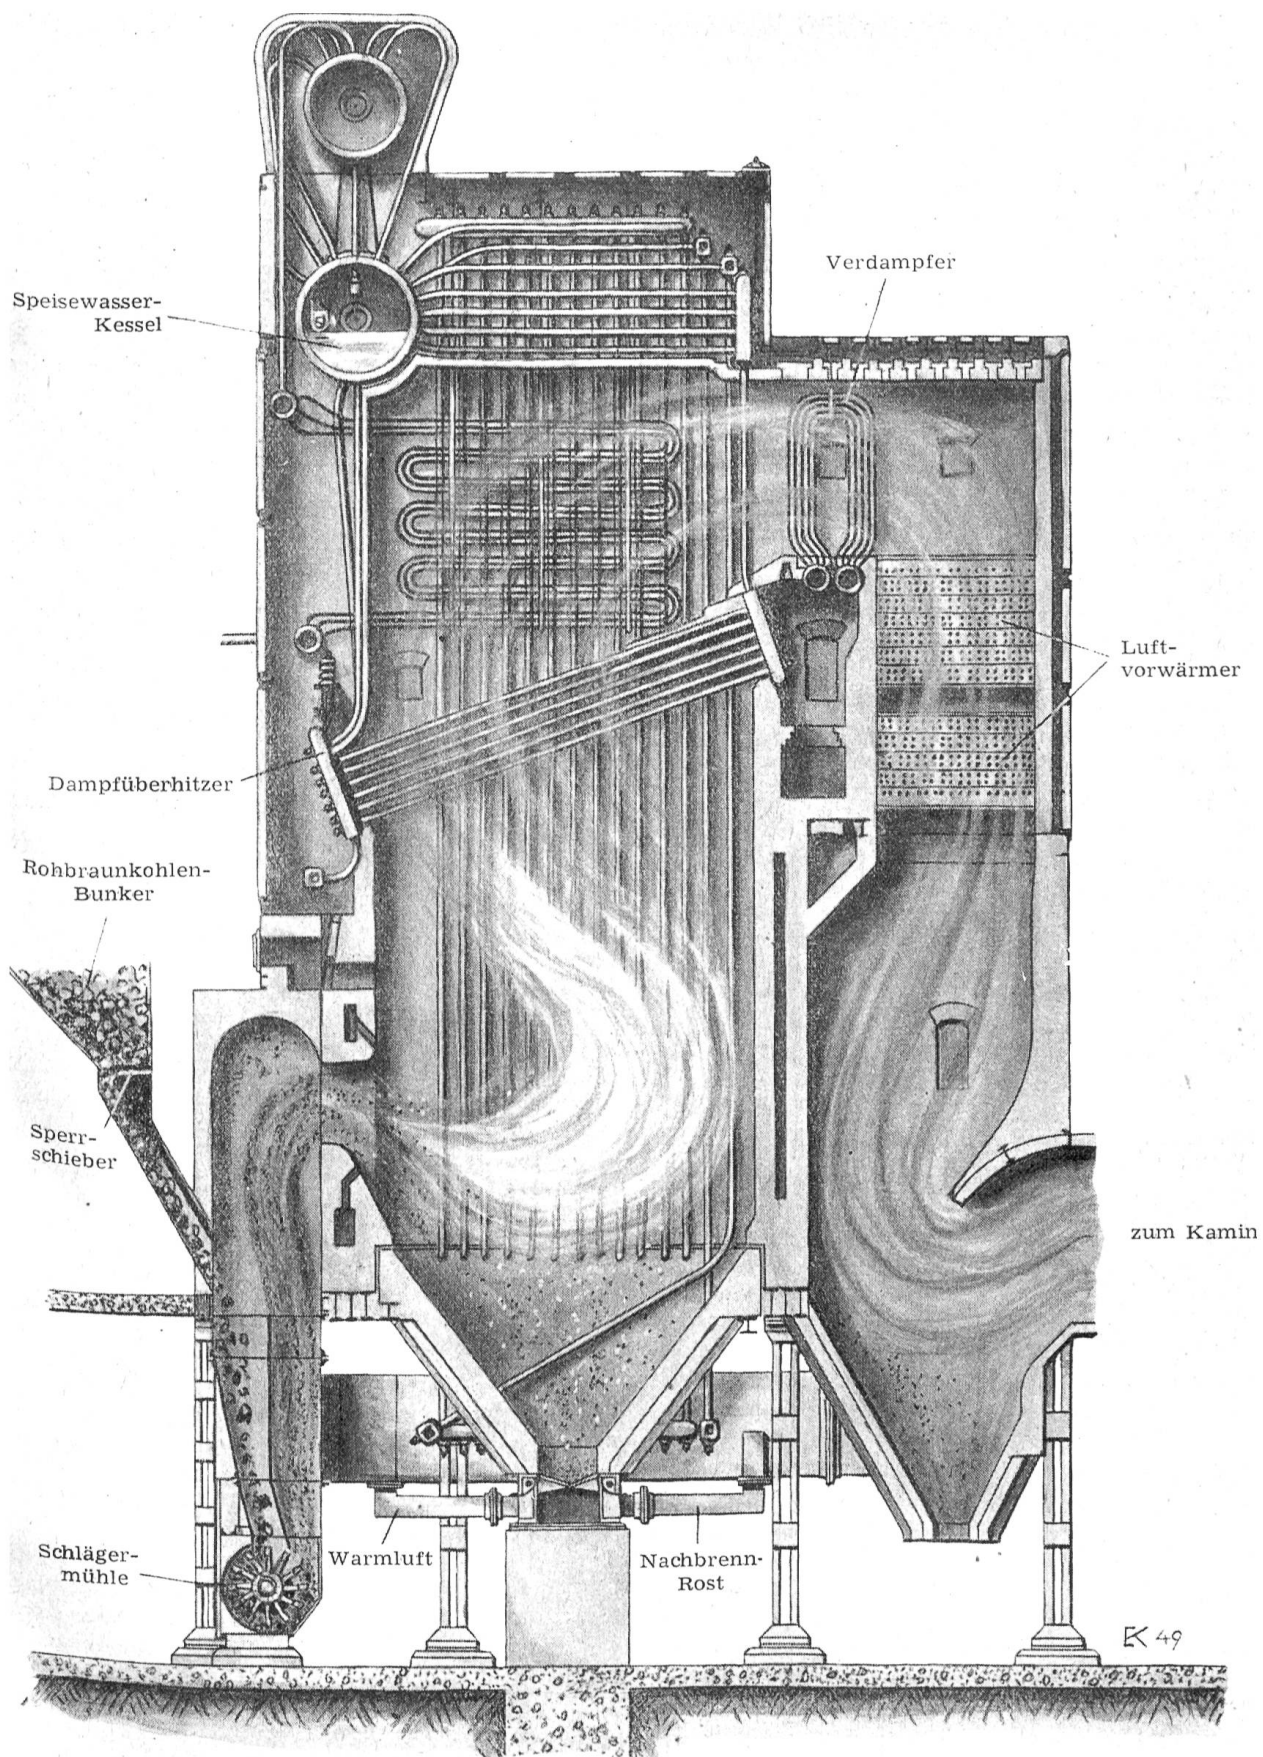 Verdampfer
Speisewasser-
Kessel
Luft-
vorwärmer
Dampfüberhitzer
Rohbraunkohlen-
Bunker
Sperr-
schieber
zum Kamin
Schläger-
mühle
Warmluft
Nachbrenn-
Rost
EK 49